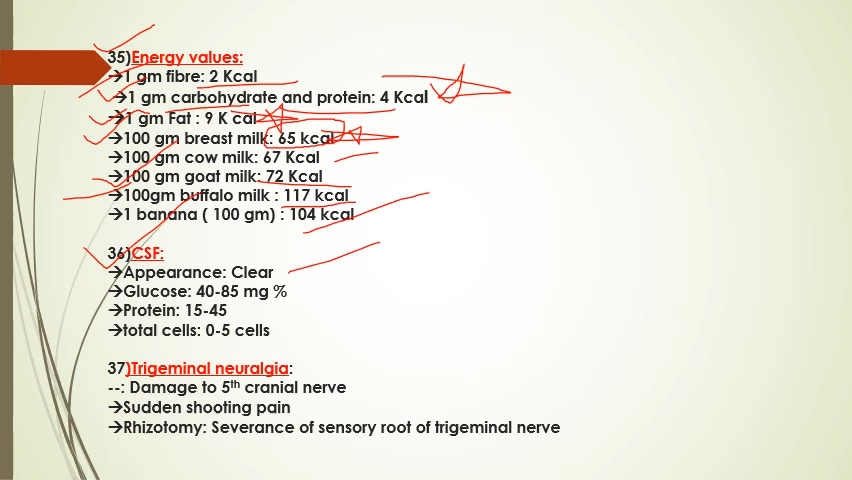 35)Energy values:
→1 gm fibre: 2 Kcal
→1 gm carbohydrate and protein: 4 Kcal
→1 gm Fat : 9 K cal
→100 gm breast milk: 65 kcal
→100 gm cow milk: 67 Kcal
→100 gm goat milk: 72 Kcal
→100gm buffalo milk : 117 kcal
→1 banana ( 100 gm) : 104 kcal
36)CSF:
→Appearance: Clear
→Glucose: 40-85 mg %
→Protein: 15-45
→total cells: 0-5 cells
37)Trigeminal neuralgia:
--: Damage to 5th cranial nerve
→Sudden shooting pain
→Rhizotomy: Severance of sensory root of trigeminal nerve